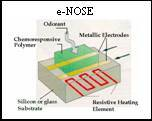 e-NOSE
Odorant
Chemoresponsive
Polymer
Metallic Electrodes
Silicon or glass
Substrate
Resistive Heating
Element